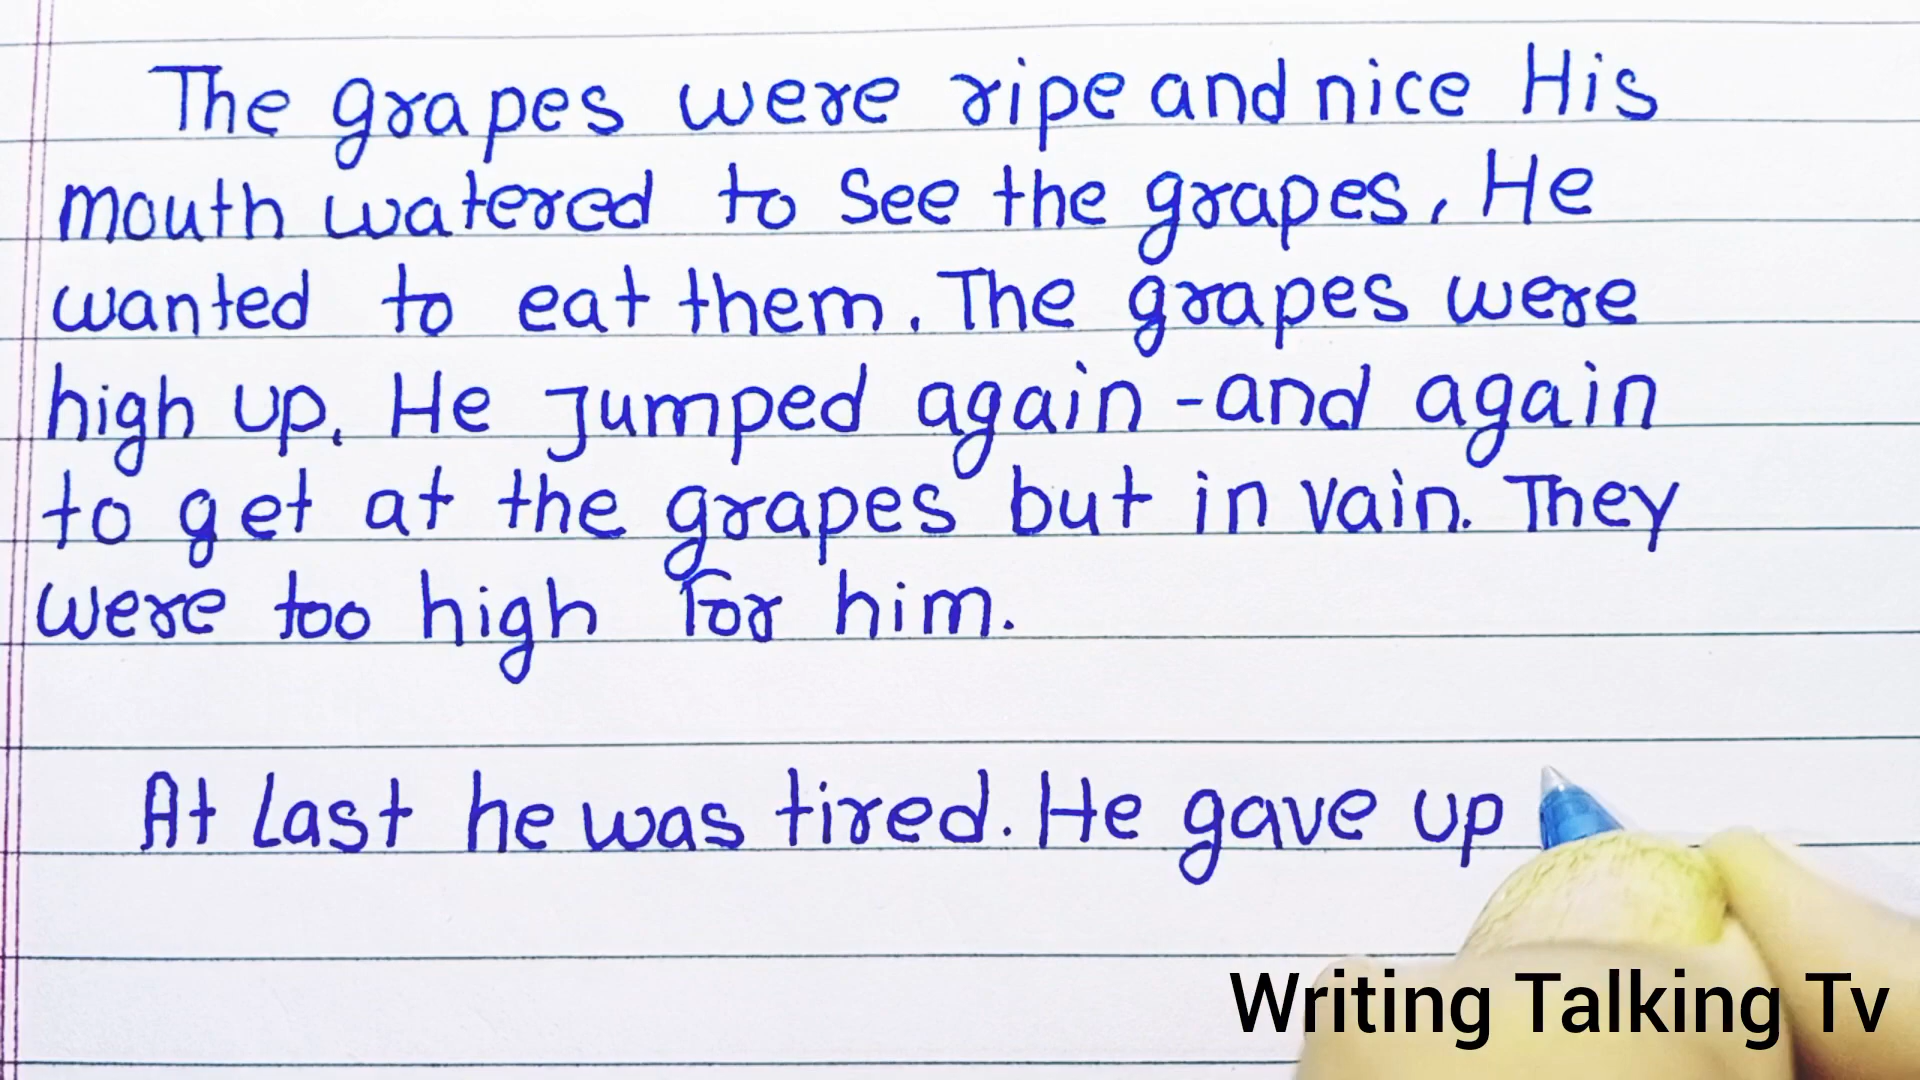 The grapes were ripe and nice His
mouth watered to See the grapes, He
wanted to eat them. The grapes were
high up. He Jumped again -and again
to get at the grapes but in vain. They
were too high for him.
At Last he was tired. He gave up
Writing Talking Tv